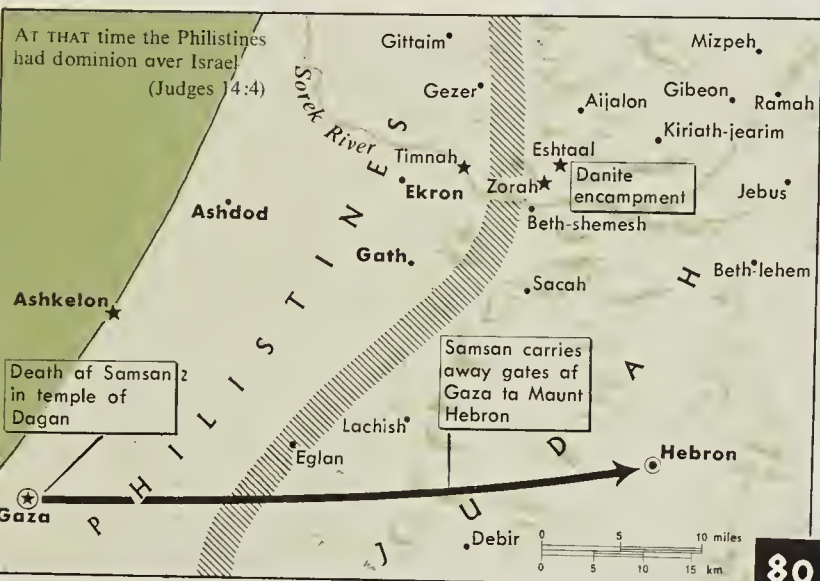 AT THAT time the Philistines
had dominion aver Israel
(Judges 14:4)
Gittaim
Mizpeh
Gezer
Aijalon
Gibeon
Ramah
Sorek River
Kiriath-jearim
Timnah
Eshtaal
Ekron
Zorah
Danite
encampment
Jebus
Ashdod
Beth-shemesh
Gath
Beth-lehem
Sacah
Ashkelon
Death af Samsan 2
in temple of
Dagan
Samsan carries
away gates af
Gaza ta Maunt
Hebron
Lachish
Eglan
Hebron
Gaza
PHILISTINES
JUDAH
Debir
0 5 10 miles
0 5 10 15 km
80